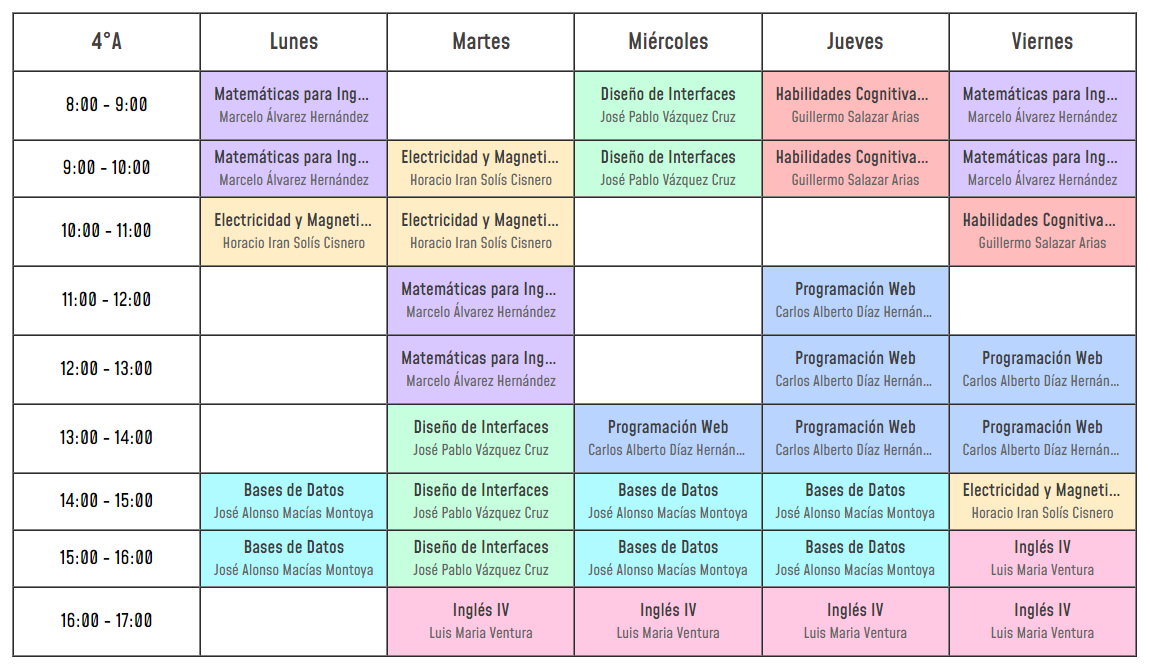 4°A Lunes Martes Miércoles Jueves Viernes
8:00 - 9:00
Matemáticas para Ing...
Marcelo Álvarez Hernández
Diseño de Interfaces
José Pablo Vázquez Cruz
Habilidades Cognitiva...
Guillermo Salazar Arias
Matemáticas para Ing...
Marcelo Álvarez Hernández
9:00 - 10:00
Matemáticas para Ing...
Marcelo Álvarez Hernández
Electricidad y Magneti...
Horacio Iran Solís Cisnero
Diseño de Interfaces
José Pablo Vázquez Cruz
Habilidades Cognitiva...
Guillermo Salazar Arias
Matemáticas para Ing...
Marcelo Álvarez Hernández
10:00 - 11:00
Electricidad y Magneti...
Horacio Iran Solís Cisnero
Electricidad y Magneti...
Horacio Iran Solís Cisnero
Habilidades Cognitiva...
Guillermo Salazar Arias
11:00 - 12:00
Matemáticas para Ing...
Marcelo Álvarez Hernández
Programación Web
Carlos Alberto Díaz Hernán...
12:00 - 13:00
Matemáticas para Ing...
Marcelo Álvarez Hernández
Programación Web
Carlos Alberto Díaz Hernán...
Programación Web
Carlos Alberto Díaz Hernán...
13:00 - 14:00
Diseño de Interfaces
José Pablo Vázquez Cruz
Programación Web
Carlos Alberto Díaz Hernán...
Programación Web
Carlos Alberto Díaz Hernán...
Programación Web
Carlos Alberto Díaz Hernán...
14:00 - 15:00
Bases de Datos
José Alonso Macías Montoya
Diseño de Interfaces
José Pablo Vázquez Cruz
Bases de Datos
José Alonso Macías Montoya
Bases de Datos
José Alonso Macías Montoya
Electricidad y Magneti...
Horacio Iran Solís Cisnero
15:00 - 16:00
Bases de Datos
José Alonso Macías Montoya
Diseño de Interfaces
José Pablo Vázquez Cruz
Bases de Datos
José Alonso Macías Montoya
Bases de Datos
José Alonso Macías Montoya
Inglés IV
Luis Maria Ventura
16:00 - 17:00
Inglés IV
Luis Maria Ventura
Inglés IV
Luis Maria Ventura
Inglés IV
Luis Maria Ventura
Inglés IV
Luis Maria Ventura